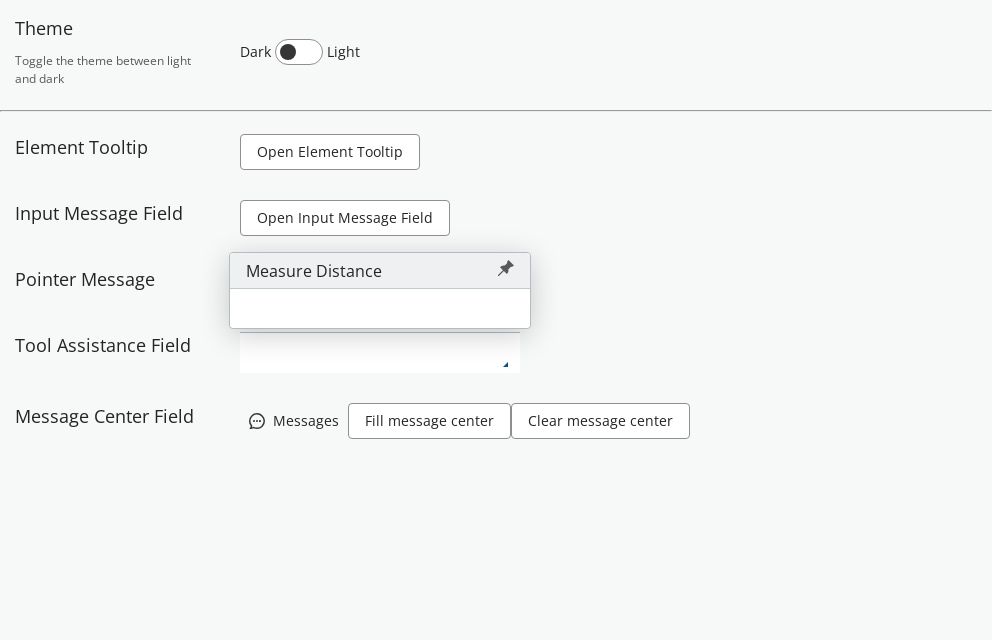 Theme
Toggle the theme between light
and dark
Dark Light
Element Tooltip
Open Element Tooltip
Input Message Field
Open Input Message Field
Pointer Message
Measure Distance
Tool Assistance Field
Message Center Field
Messages
Fill message center
Clear message center